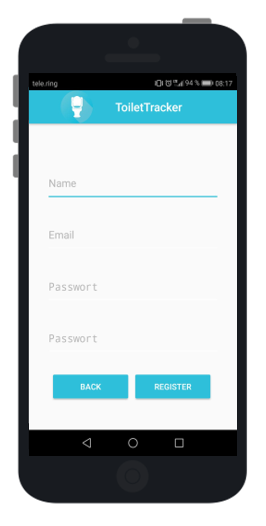 tele.ring 94 % 08:17
ToiletTracker
Name
Email
Passwort
Passwort
BACK REGISTER